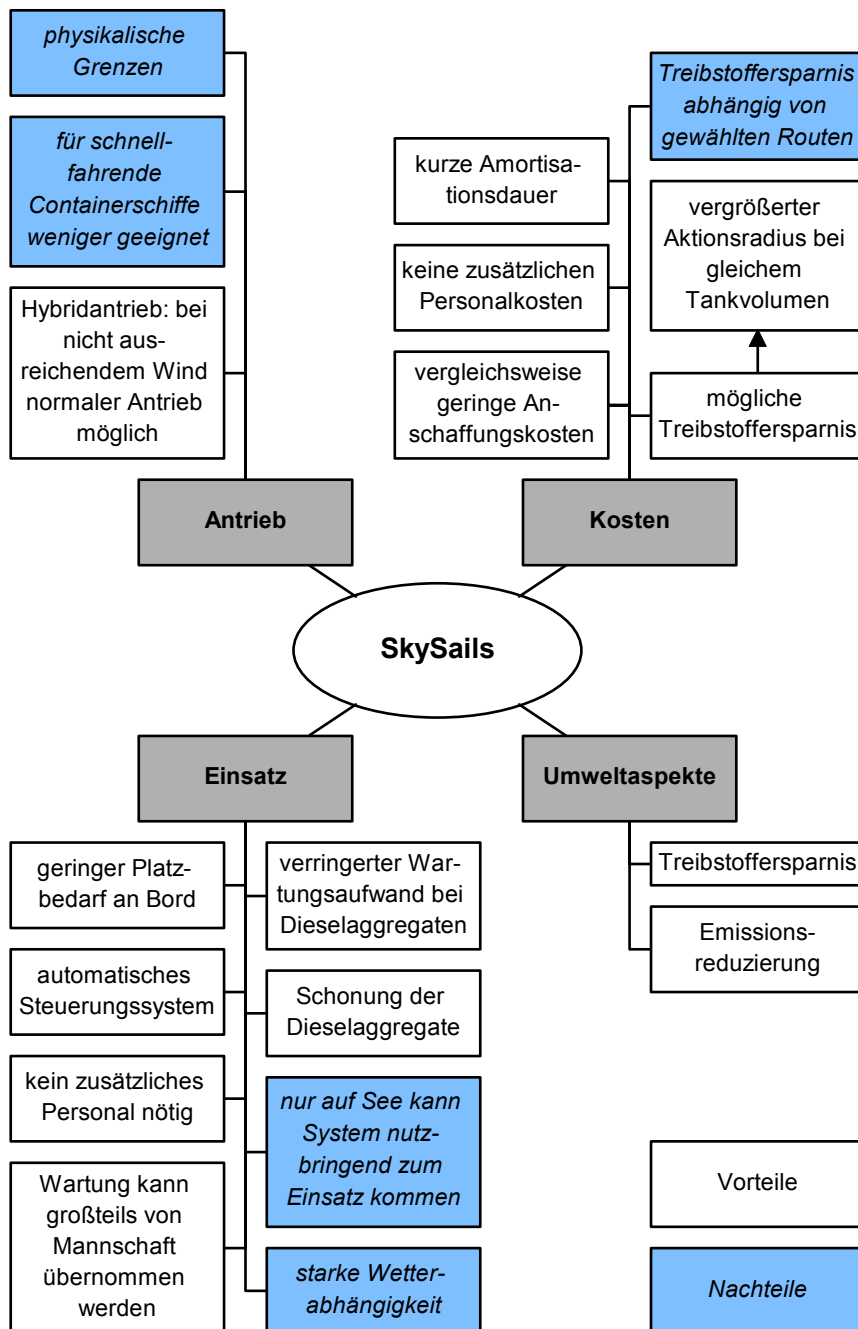 physikalische
Grenzen
für schnell-
fahrende
Containerschiffe
weniger geeignet
Hybridantrieb: bei
nicht aus-
reichendem Wind
normaler Antrieb
möglich
Antrieb
Treibstoffersparnis
abhängig von
gewählten Routen
kurze Amortisa-
tionsdauer
vergrößerter
Aktionsradius bei
gleichem
Tankvolumen
keine zusätzlichen
Personalkosten
vergleichsweise
geringe An-
schaffungskosten
mögliche
Treibstoffersparnis
Kosten
SkySails
Einsatz
geringer Platz-
bedarf an Bord
verringerter War-
tungsaufwand bei
Dieselaggregaten
automatisches
Steuerungssystem
Schonung der
Dieselaggregate
kein zusätzliches
Personal nötig
nur auf See kann
System nutz-
bringend zum
Einsatz kommen
Wartung kann
großteils von
Mannschaft
übernommen
werden
starke Wetter-
abhängigkeit
Umweltaspekte
Treibstoffersparnis
Emissions-
reduzierung
Vorteile
Nachteile